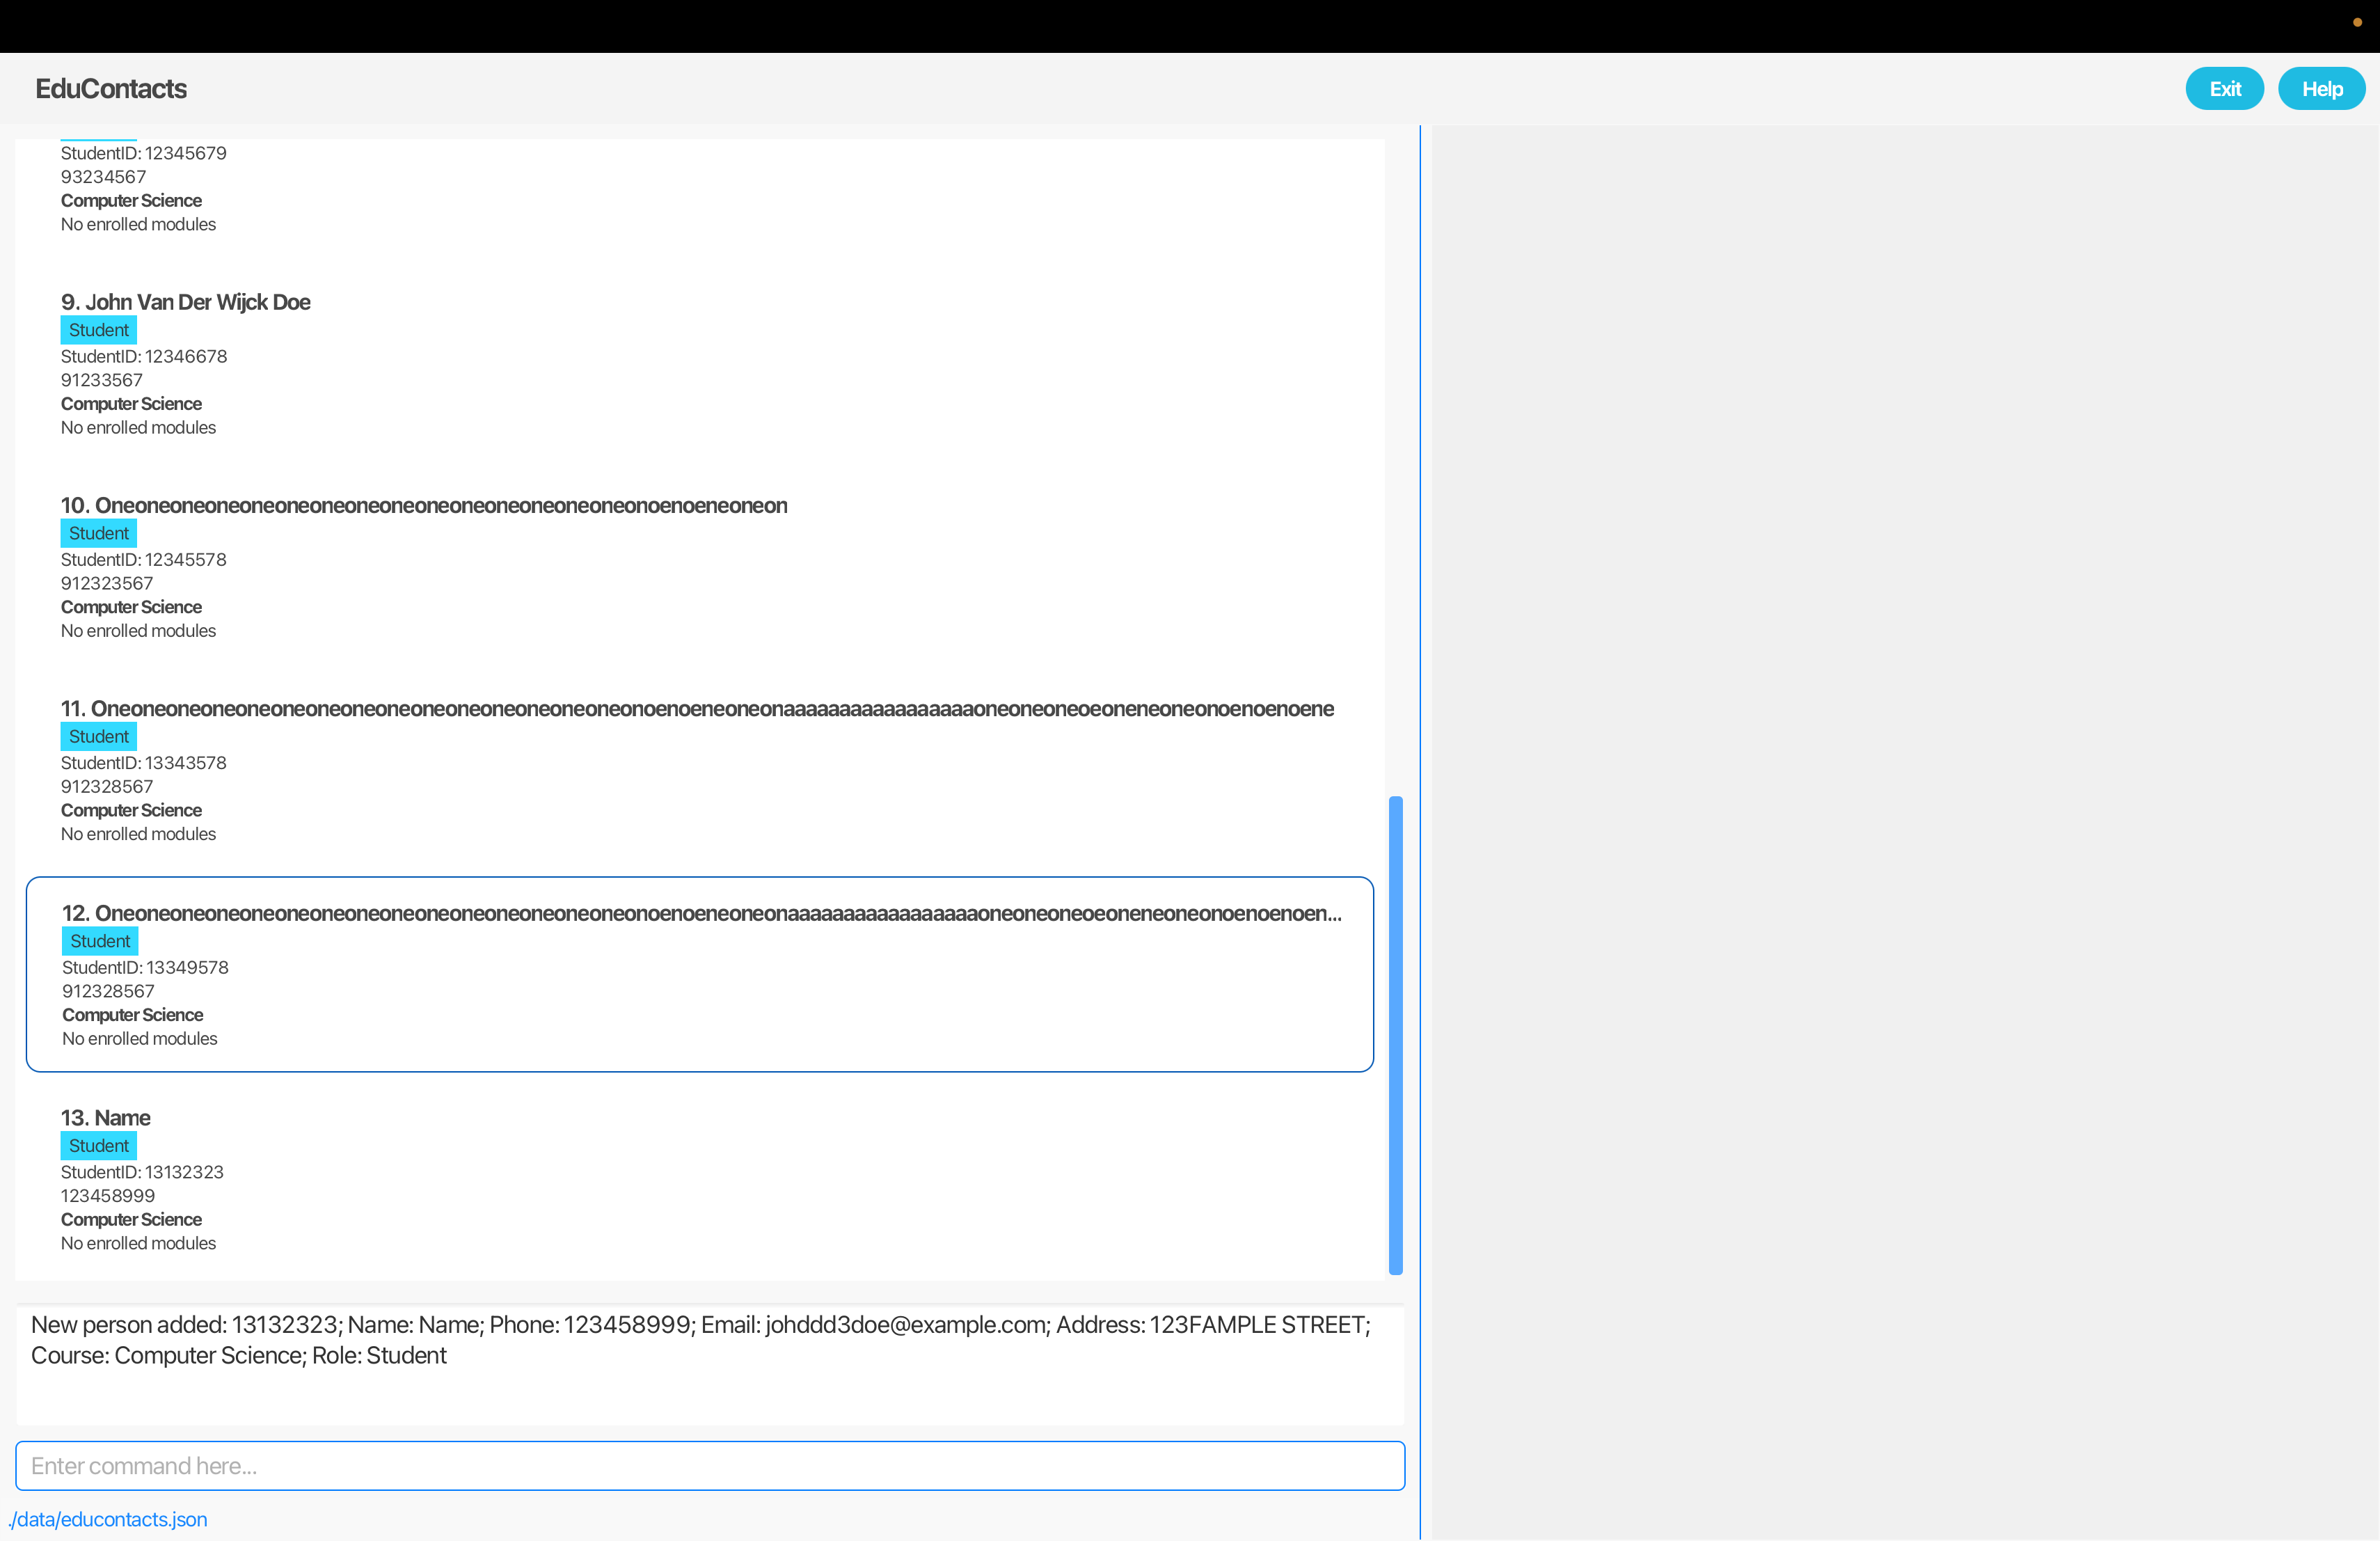 EduContacts
Exit
Help
StudentID: 12345679
93234567
Computer Science
No enrolled modules
9. John Van Der Wijck Doe
Student
StudentID: 12346678
91233567
Computer Science
No enrolled modules
10. Oneoneoneoneoneoneoneoneoneoneoneoneoneoneoneonoenoeneoneon
Student
StudentID: 12345578
912323567
Computer Science
No enrolled modules
11. Oneoneoneoneoneoneoneoneoneoneoneoneoneoneoneonoenoeneoneonaaaaaaaaaaaaaaaaaoneoneoneoeoneneoneonoenoenoene
Student
StudentID: 13343578
912328567
Computer Science
No enrolled modules
12. Oneoneoneoneoneoneoneoneoneoneoneoneoneoneoneonoenoeneoneonaaaaaaaaaaaaaaaaaoneoneoneoeoneneoneonoenoenoen...
Student
StudentID: 13349578
912328567
Computer Science
No enrolled modules
13. Name
Student
StudentID: 13132323
123458999
Computer Science
No enrolled modules
New person added: 13132323; Name: Name; Phone: 123458999; Email: johddd3doe@example.com; Address: 123FAMPLE STREET;
Course: Computer Science; Role: Student
Enter command here...
./data/educontacts.json